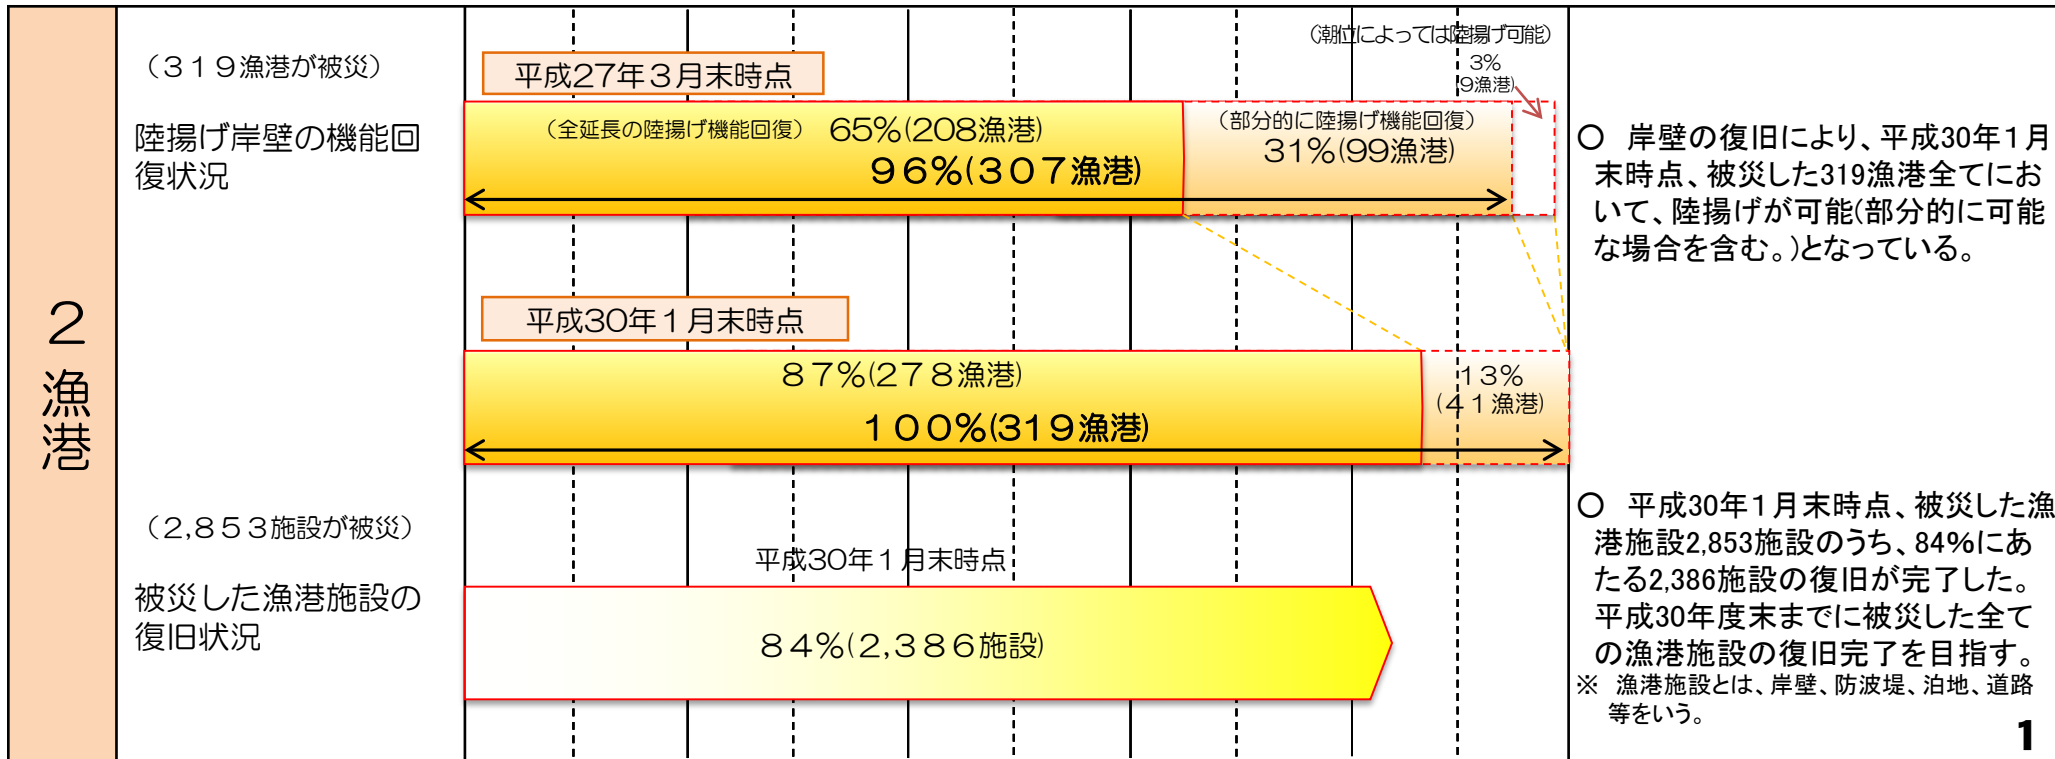 2 漁港
（３１９漁港が被災）
陸揚げ岸壁の機能回
復状況
平成27年３月末時点
（潮位によっては陸揚げ可能）
3%
(9漁港)
（全延長の陸揚げ機能回復） 65%(208漁港)
９６%(３０７漁港)
（部分的に陸揚げ機能回復）
31%(99漁港)
平成30年１月末時点
８７%(２７８漁港)
１００%(319漁港)
１３%
(４１漁港)
○ 岸壁の復旧により、平成30年１月
末時点、被災した319漁港全てにお
いて、陸揚げが可能(部分的に可能
な場合を含む。)となっている。
（2,８５３施設が被災）
被災した漁港施設の
復旧状況
平成30年１月末時点
８４%(２,３８６施設)
○ 平成30年１月末時点、被災した漁
港施設2,853施設のうち、84%にあ
たる2,386施設の復旧が完了した。
平成30年度末までに被災した全て
の漁港施設の復旧完了を目指す。
※ 漁港施設とは、岸壁、防波堤、泊地、道路
等をいう。
1